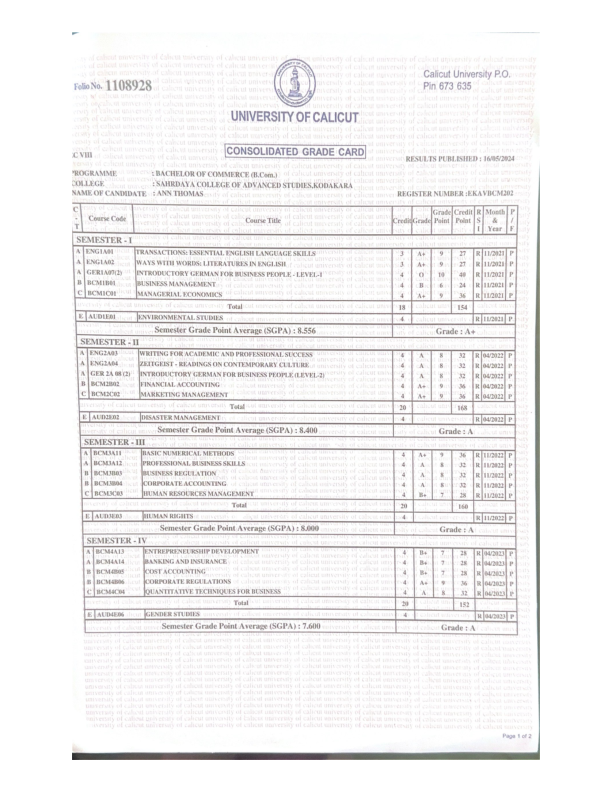 Folio No. 1108928
Calicut University P.O.
Pin 673 635
UNIVERSITY OF CALICUT
CONSOLIDATED GRADE CARD
C VIII
RESULTS PUBLISHED : 16/05/2024
PROGRAMME : BACHELOR OF COMMERCE (B.Com.)
COLLEGE : SAHRDAYA COLLEGE OF ADVANCED STUDIES,KODAKARA
NAME OF CANDIDATE : ANN THOMAS REGISTER NUMBER :EKAVBCM202
C - T Course Code Course Title Credit Grade Grade Point Credit Point R S I Month & Year P / F
SEMESTER - I
A ENG1A01 TRANSACTIONS: ESSENTIAL ENGLISH LANGUAGE SKILLS 3 A+ 9 27 R 11/2021 P
A ENG1A02 WAYS WITH WORDS: LITERATURES IN ENGLISH 3 A+ 9 27 R 11/2021 P
A GER1A07(2) INTRODUCTORY GERMAN FOR BUSINESS PEOPLE - LEVEL-1 4 O 10 40 R 11/2021 P
B BCM1B01 BUSINESS MANAGEMENT 4 B 6 24 R 11/2021 P
C BCM1C01 MANAGERIAL ECONOMICS 4 A+ 9 36 R 11/2021 P
Total 18 154
E AUD1E01 ENVIRONMENTAL STUDIES 4 R 11/2021 P
Semester Grade Point Average (SGPA) : 8.556 Grade : A+
SEMESTER - II
A ENG2A03 WRITING FOR ACADEMIC AND PROFESSIONAL SUCCESS 4 A 8 32 R 04/2022 P
A ENG2A04 ZEITGEIST - READINGS ON CONTEMPORARY CULTURE 4 A 8 32 R 04/2022 P
A GER 2A 08 (2) INTRODUCTORY GERMAN FOR BUSINESS PEOPLE (LEVEL-2) 4 A 8 32 R 04/2022 P
B BCM2B02 FINANCIAL ACCOUNTING 4 A+ 9 36 R 04/2022 P
C BCM2C02 MARKETING MANAGEMENT 4 A+ 9 36 R 04/2022 P
Total 20 168
E AUD2E02 DISASTER MANAGEMENT 4 R 04/2022 P
Semester Grade Point Average (SGPA) : 8.400 Grade : A
SEMESTER - III
A BCM3A11 BASIC NUMERICAL METHODS 4 A+ 9 36 R 11/2022 P
A BCM3A12 PROFESSIONAL BUSINESS SKILLS 4 A 8 32 R 11/2022 P
B BCM3B03 BUSINESS REGULATION 4 A 8 32 R 11/2022 P
B BCM3B04 CORPORATE ACCOUNTING 4 A 8 32 R 11/2022 P
C BCM3C03 HUMAN RESOURCES MANAGEMENT 4 B+ 7 28 R 11/2022 P
Total 20 160
E AUD3E03 HUMAN RIGHTS 4 R 11/2022 P
Semester Grade Point Average (SGPA) : 8.000 Grade : A
SEMESTER - IV
A BCM4A13 ENTREPRENEURSHIP DEVELOPMENT 4 B+ 7 28 R 04/2023 P
A BCM4A14 BANKING AND INSURANCE 4 B+ 7 28 R 04/2023 P
B BCM4B05 COST ACCOUNTING 4 B+ 7 28 R 04/2023 P
B BCM4B06 CORPORATE REGULATIONS 4 A+ 9 36 R 04/2023 P
C BCM4C04 QUANTITATIVE TECHNIQUES FOR BUSINESS 4 A 8 32 R 04/2023 P
Total 20 152
E AUD4E06 GENDER STUDIES 4 R 04/2023 P
Semester Grade Point Average (SGPA) : 7.600 Grade : A
Page 1 of 2